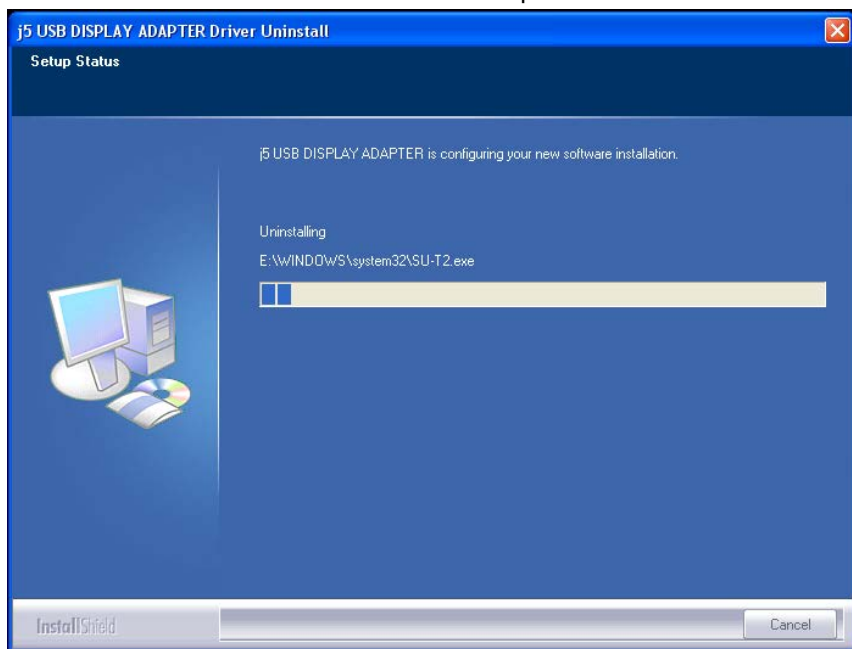 j5 USB DISPLAY ADAPTER Driver Uninstall
Setup Status
j5 USB DISPLAY ADAPTER is configuring your new software installation.
Uninstalling
E:\WINDOWS\system32\SU-T2.exe
InstallShield
Cancel